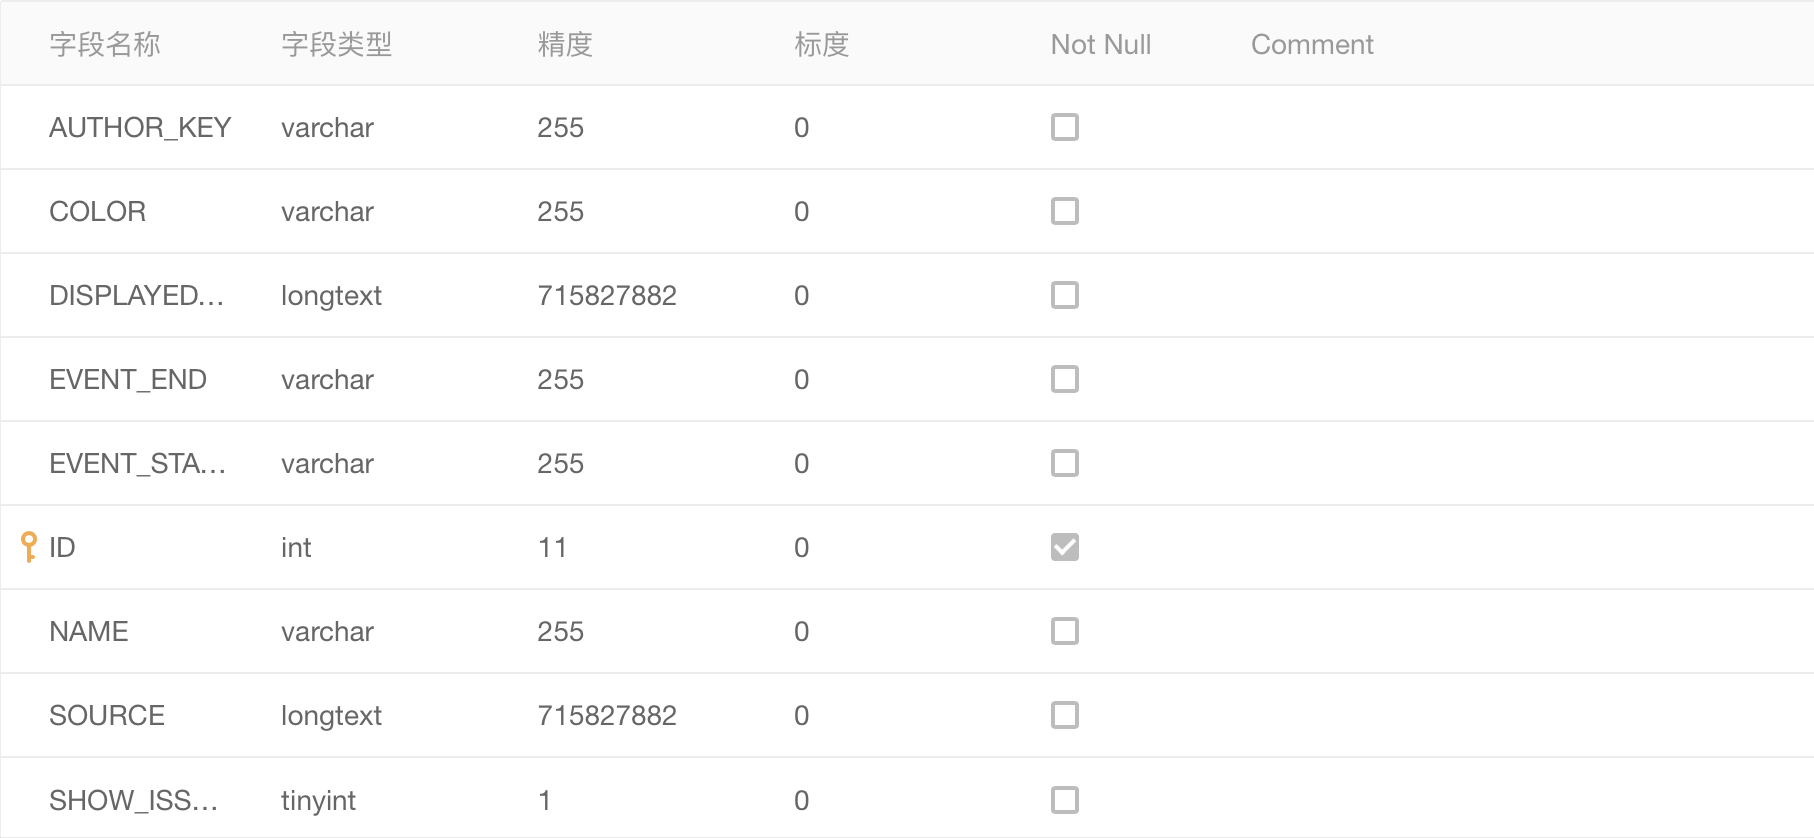 字段名称 字段类型 精度 标度 Not Null Comment
AUTHOR_KEY varchar 255 0
COLOR varchar 255 0
DISPLAYED... longtext 715827882 0
EVENT_END varchar 255 0
EVENT_STA... varchar 255 0
ID int 11 0
NAME varchar 255 0
SOURCE longtext 715827882 0
SHOW_ISS... tinyint 1 0